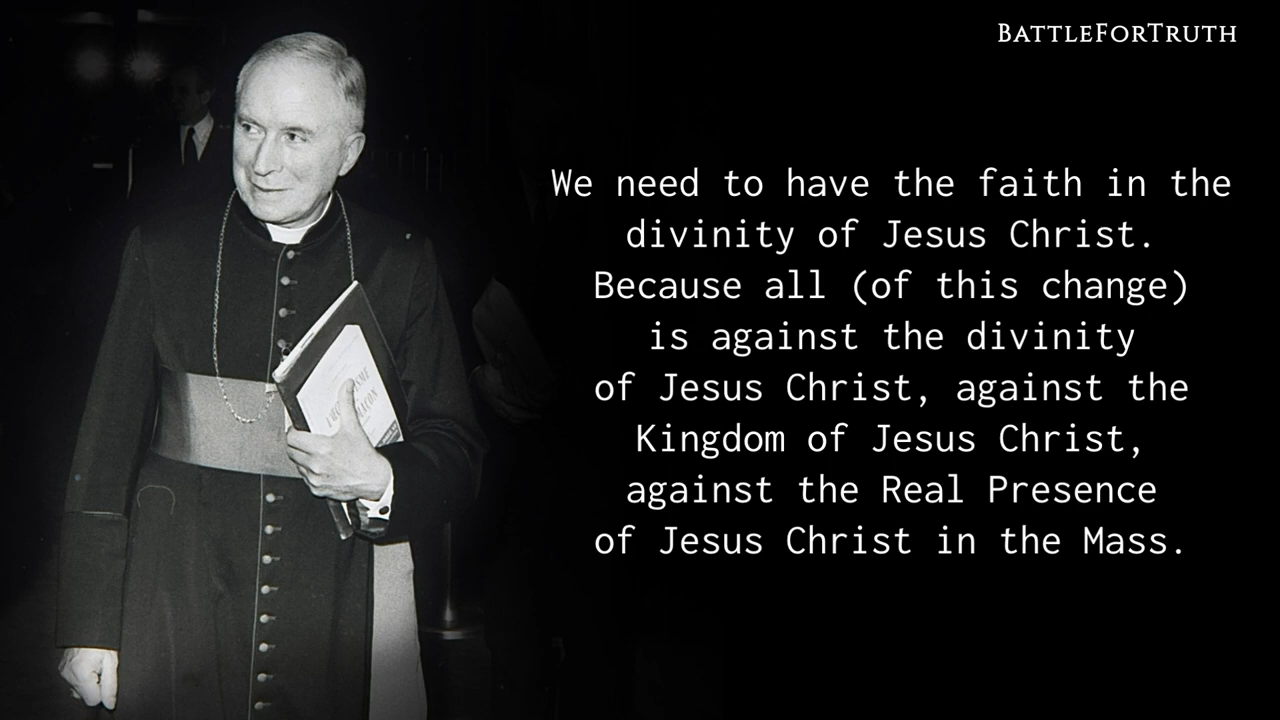 BATTLEFORTRUTH
We need to have the faith in the
divinity of Jesus Christ.
Because all (of this change)
is against the divinity
of Jesus Christ, against the
Kingdom of Jesus Christ,
against the Real Presence
of Jesus Christ in the Mass.